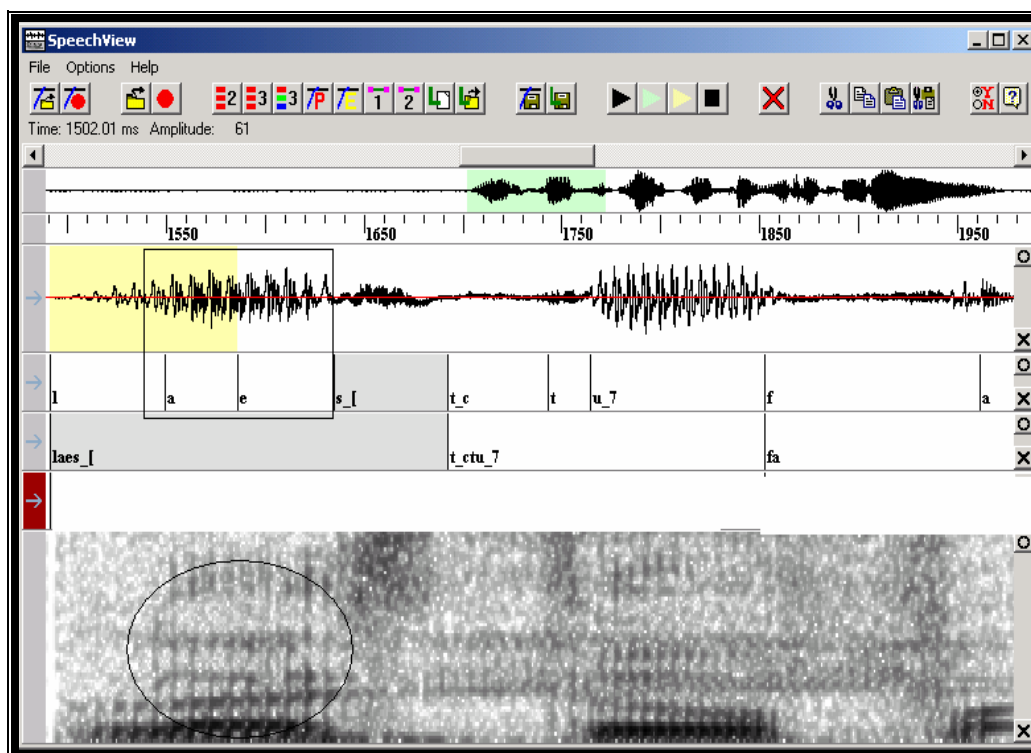 SpeechView
File Options Help
2 3 3 P E 1 2
Time: 1502.01 ms Amplitude: 61
1550 1650 1750 1850 1950
l a e s_[ t_c t u_7 f a
laes_[ t_ctu_7 fa